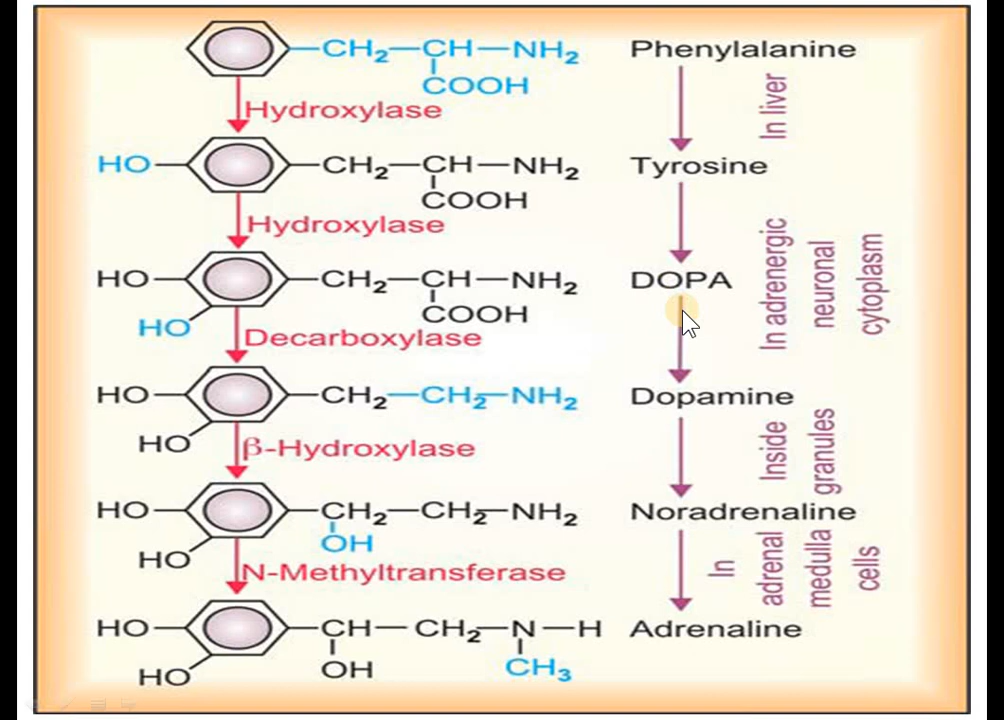 CH₂—CH—NH₂ Phenylalanine
COOH
Hydroxylase
In liver
HO CH₂—CH—NH₂ Tyrosine
COOH
Hydroxylase
HO CH₂—CH—NH₂ DOPA
HO COOH
Decarboxylase
In adrenergic
neuronal
cytoplasm
HO CH₂—CH₂—NH₂ Dopamine
HO
β-Hydroxylase
Inside
granules
HO CH₂—CH₂—NH₂ Noradrenaline
HO OH
N-Methyltransferase
In
adrenal
medulla
cells
HO CH—CH₂—N—H Adrenaline
HO OH CH₃